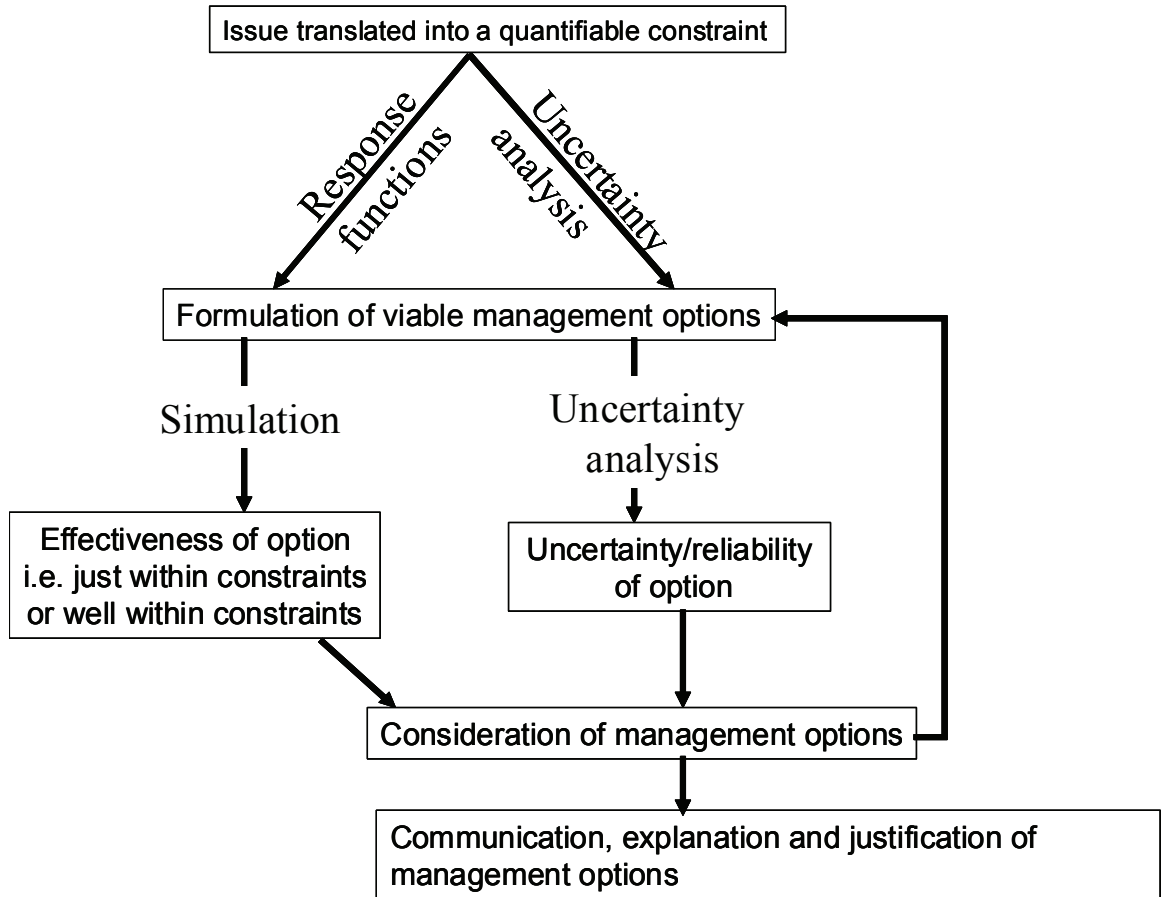 Issue translated into a quantifiable constraint
Response
functions
Uncertainty
analysis
Formulation of viable management options
Simulation
Uncertainty
analysis
Effectiveness of option
i.e. just within constraints
or well within constraints
Uncertainty/reliability
of option
Consideration of management options
Communication, explanation and justification of
management options